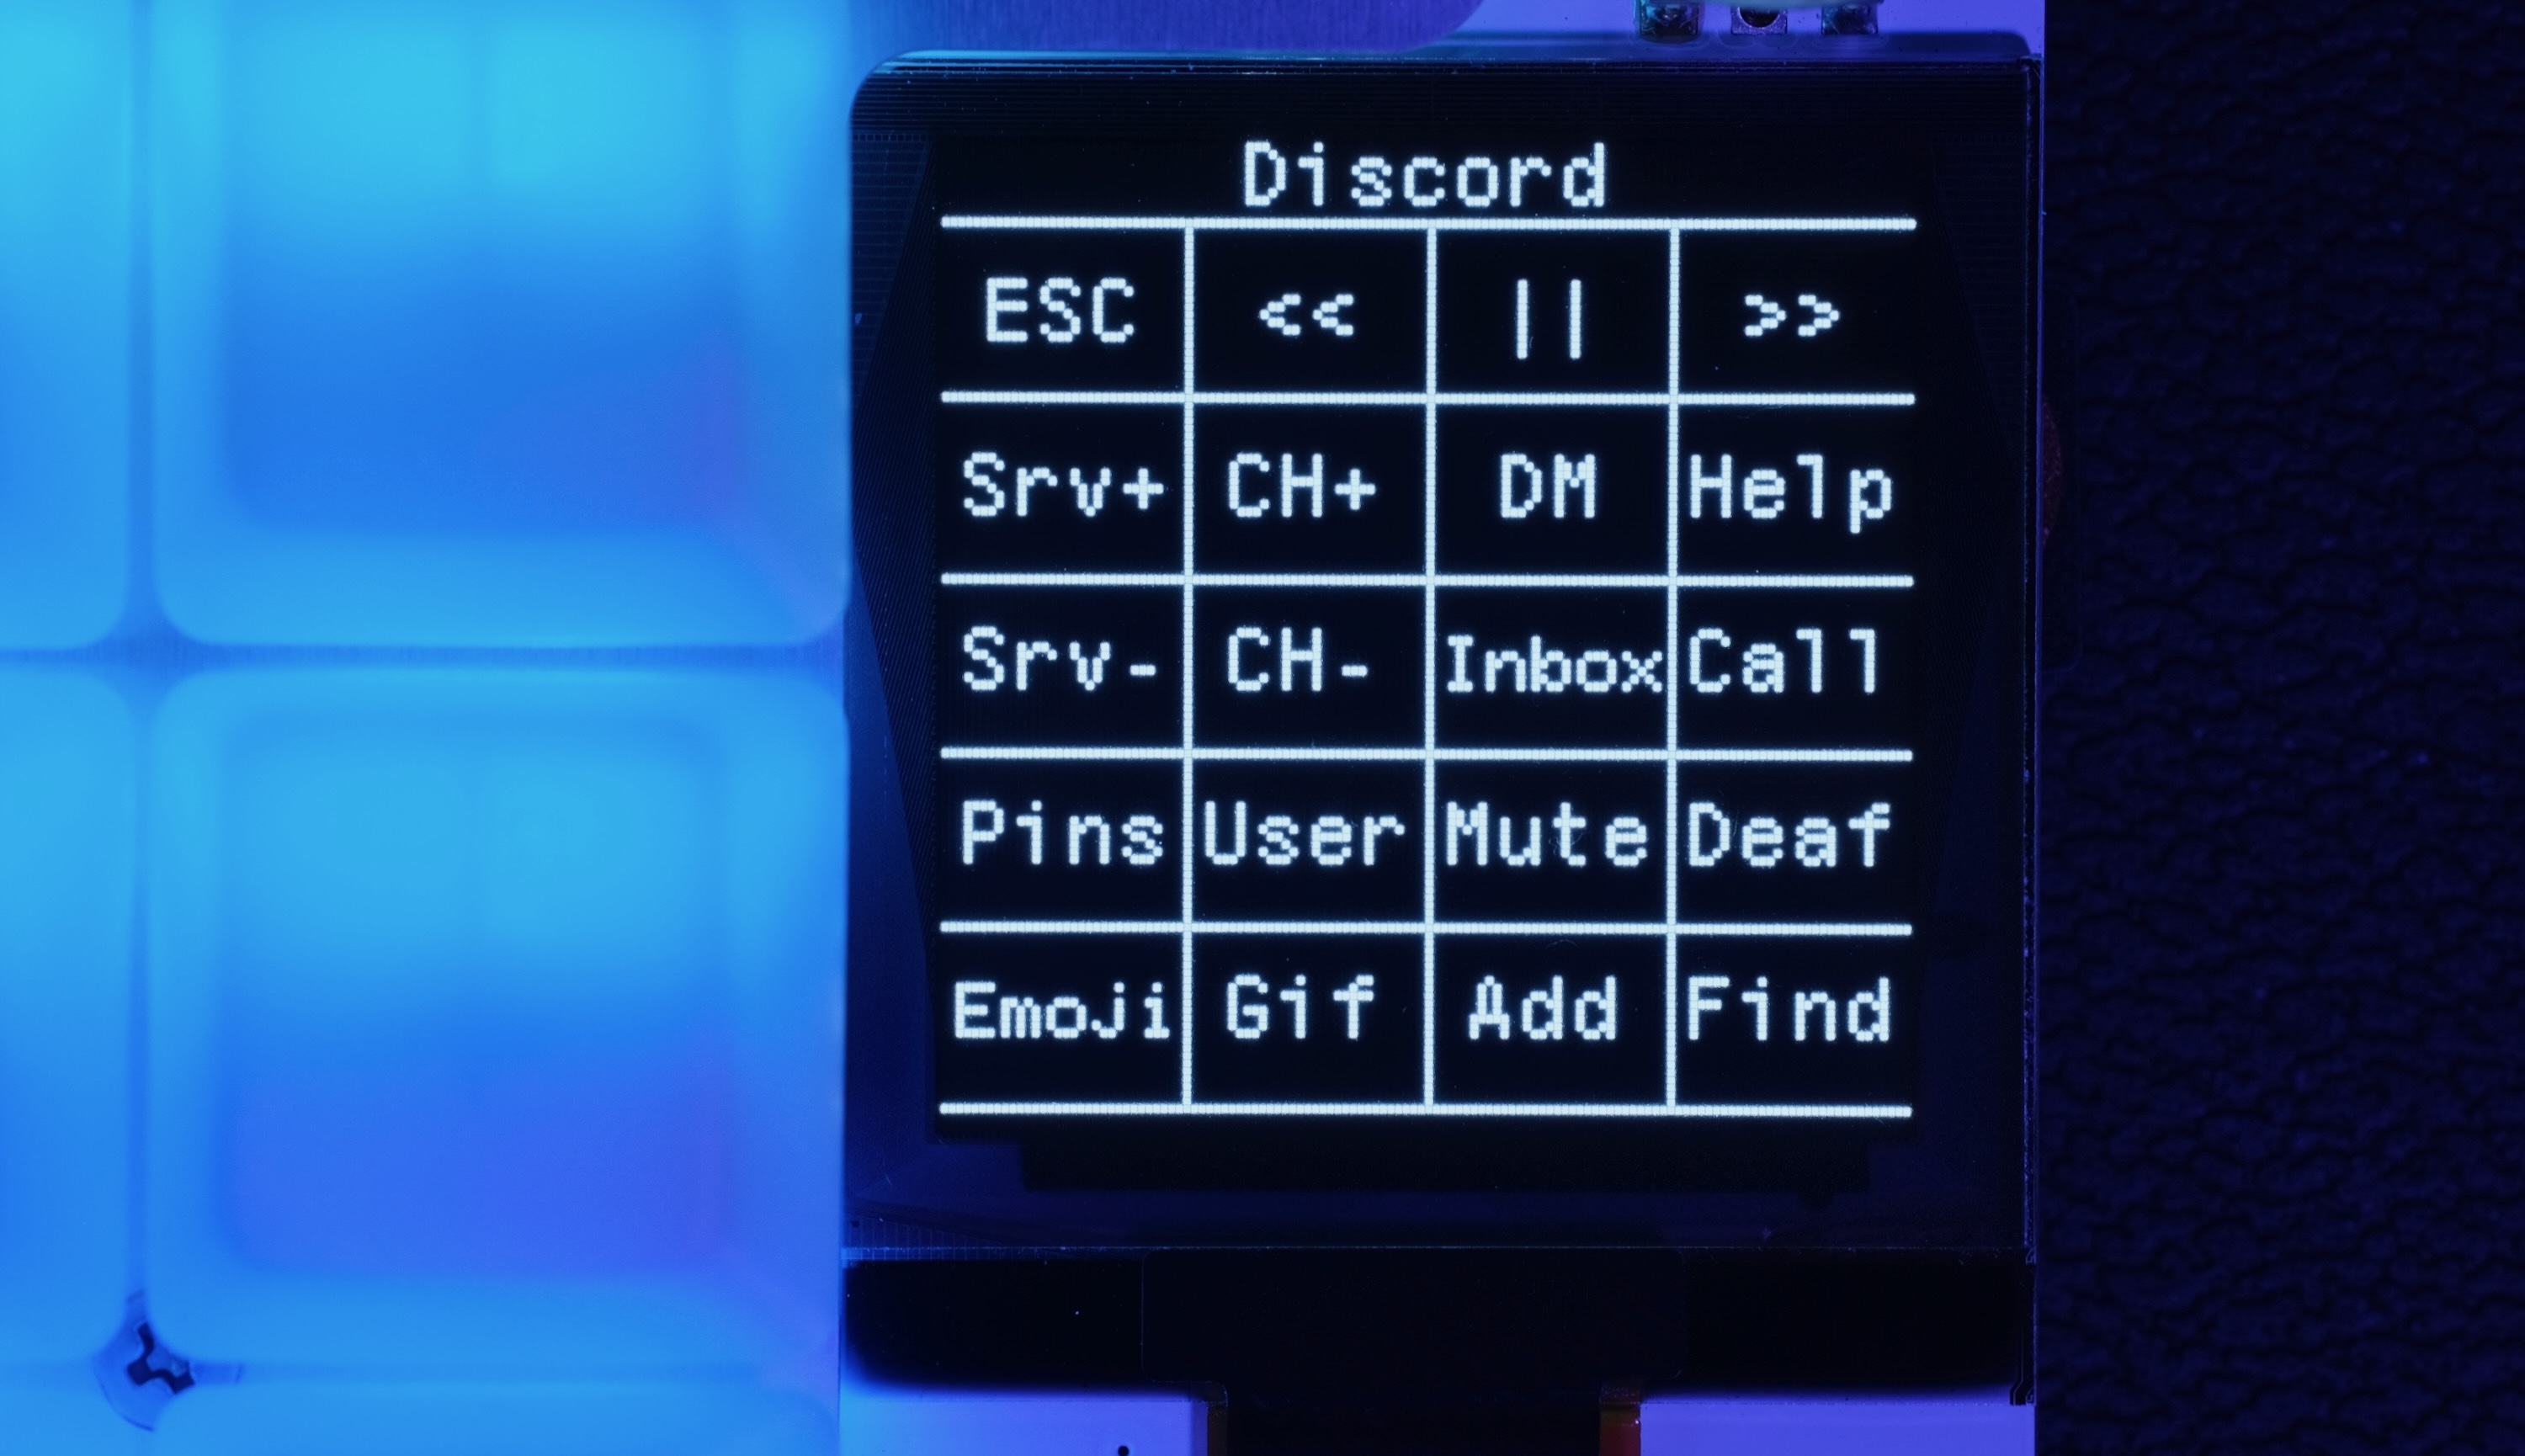 Discord
ESC << || >>
Srv+ CH+ DM Help
Srv- CH- Inbox Call
Pins User Mute Deaf
Emoji Gif Add Find